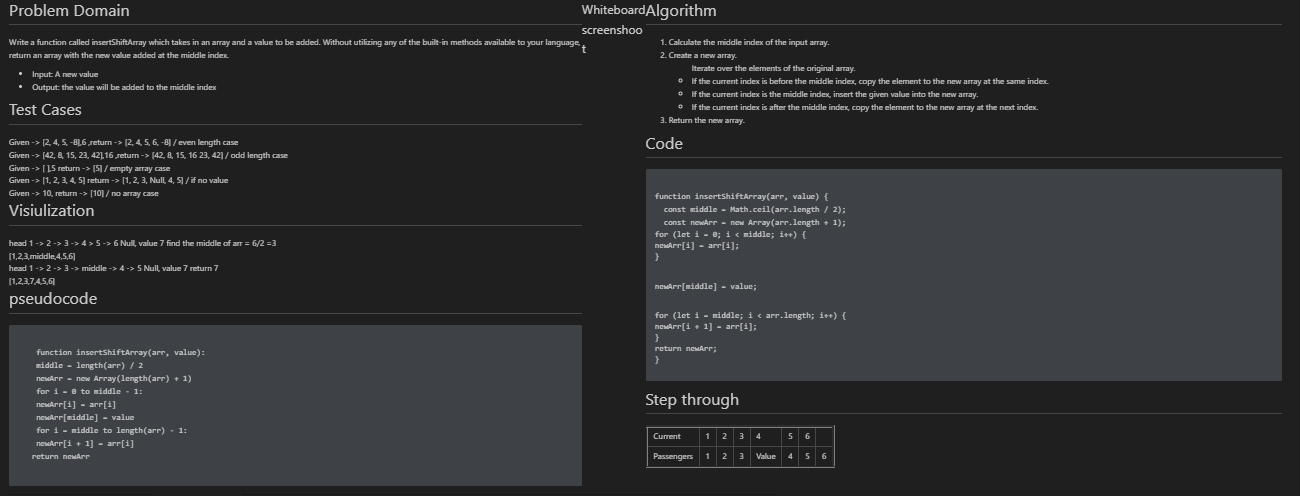 Problem Domain
Write a function called insertShiftArray which takes in an array and a value to be added. Without utilizing any of the built-in methods available to your language,
return an array with the new value added at the middle index.
• Input: A new value
• Output: the value will be added to the middle index
Test Cases
Given -> [2, 4, 5, -8],6 ,return -> [2, 4, 5, 6, -8] / even length case
Given -> [42, 8, 15, 23, 42],16 ,return -> [42, 8, 15, 16 23, 42] / odd length case
Given -> [ ],5 return -> [5] / empty array case
Given -> [1, 2, 3, 4, 5] return -> [1, 2, 3, Null, 4, 5] / if no value
Given -> 10, return -> [10] / no array case
Visiulization
head 1 -> 2 -> 3 -> 4 > 5 -> 6 Null, value 7 find the middle of arr = 6/2 =3
[1,2,3,middle,4,5,6]
head 1 -> 2 -> 3 -> middle -> 4 -> 5 Null, value 7 return 7
[1,2,3,7,4,5,6]
pseudocode
function insertShiftArray(arr, value):
middle = length(arr) / 2
newArr = new Array(length(arr) + 1)
for i = 0 to middle - 1:
newArr[i] = arr[i]
newArr[middle] = value
for i = middle to length(arr) - 1:
newArr[i + 1] = arr[i]
return newArr
Whiteboard
screenshoo
t
Algorithm
1. Calculate the middle index of the input array.
2. Create a new array.
Iterate over the elements of the original array.
○ If the current index is before the middle index, copy the element to the new array at the same index.
○ If the current index is the middle index, insert the given value into the new array.
○ If the current index is after the middle index, copy the element to the new array at the next index.
3. Return the new array.
Code
function insertShiftArray(arr, value) {
const middle = Math.ceil(arr.length / 2);
const newArr = new Array(arr.length + 1);
for (let i = 0; i < middle; i++) {
newArr[i] = arr[i];
}
newArr[middle] = value;
for (let i = middle; i < arr.length; i++) {
newArr[i + 1] = arr[i];
}
return newArr;
}
Step through
Current 1 2 3 4 5 6
Passengers 1 2 3 Value 4 5 6